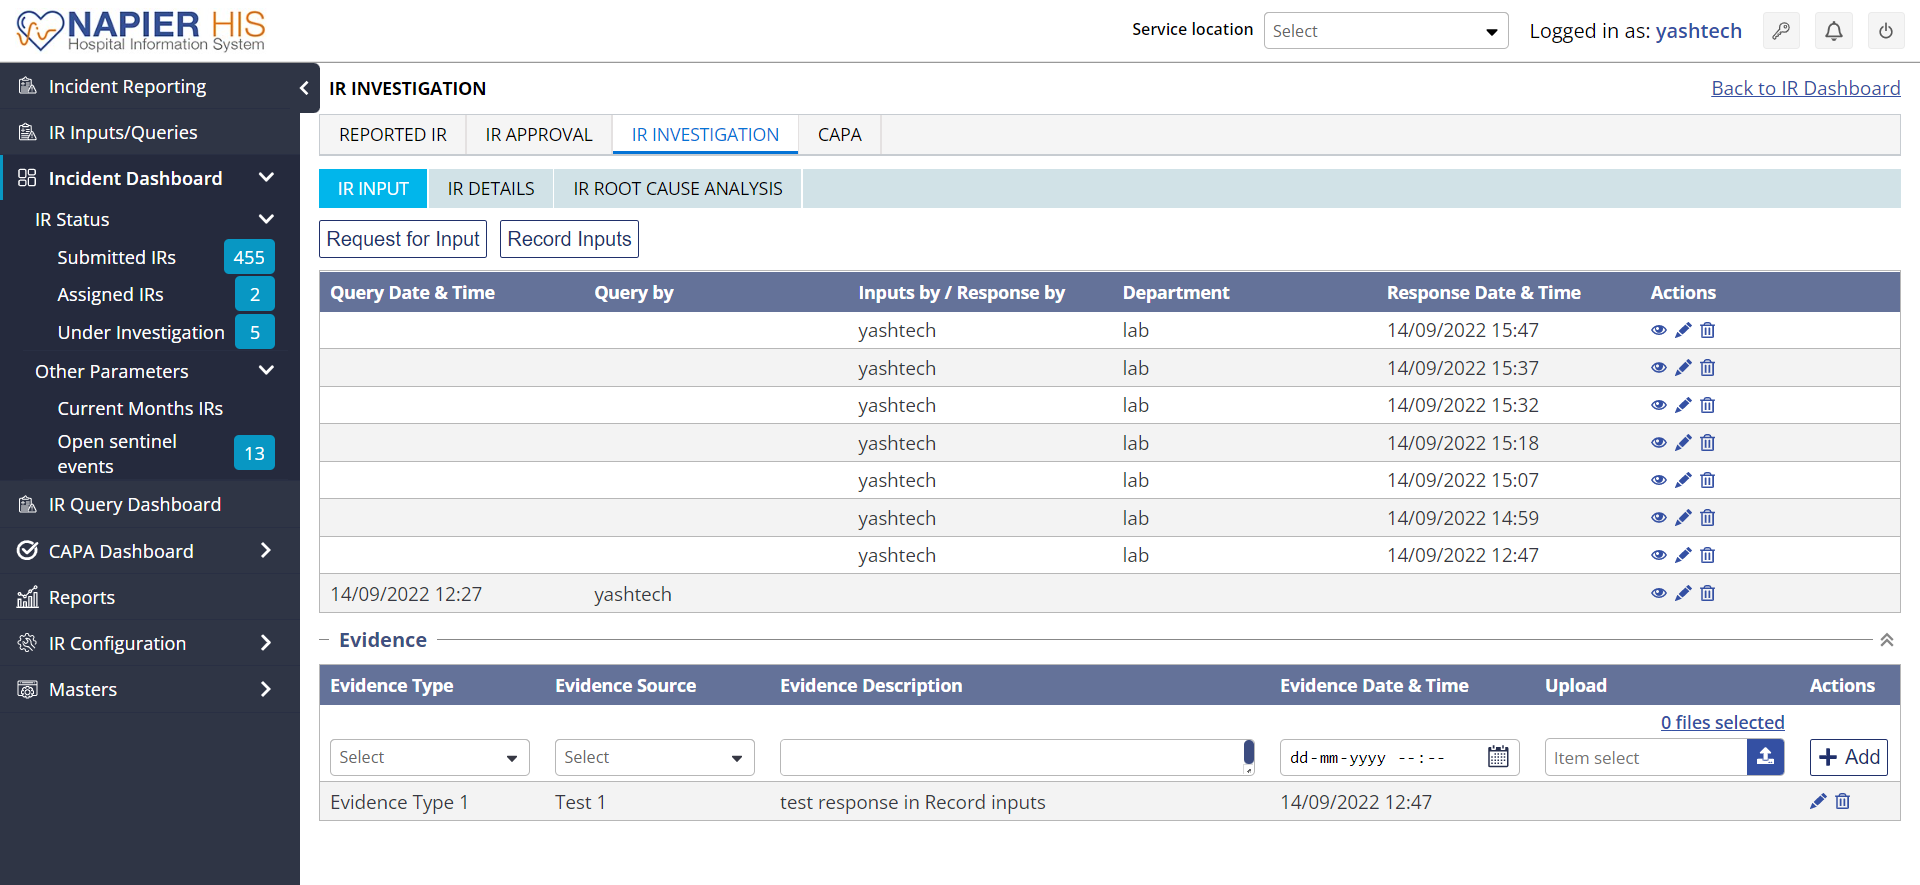 NAPIER HIS
Hospital Information System
Service location
Select
Logged in as: yashtech
Incident Reporting
IR Inputs/Queries
Incident Dashboard
IR Status
Submitted IRs 455
Assigned IRs 2
Under Investigation 5
Other Parameters
Current Months IRs
Open sentinel
events 13
IR Query Dashboard
CAPA Dashboard
Reports
IR Configuration
Masters
IR INVESTIGATION
Back to IR Dashboard
REPORTED IR IR APPROVAL IR INVESTIGATION CAPA
IR INPUT IR DETAILS IR ROOT CAUSE ANALYSIS
Request for Input Record Inputs
Query Date & Time Query by Inputs by / Response by Department Response Date & Time Actions
yashtech lab 14/09/2022 15:47
yashtech lab 14/09/2022 15:37
yashtech lab 14/09/2022 15:32
yashtech lab 14/09/2022 15:18
yashtech lab 14/09/2022 15:07
yashtech lab 14/09/2022 14:59
yashtech lab 14/09/2022 12:47
14/09/2022 12:27 yashtech
Evidence
Evidence Type Evidence Source Evidence Description Evidence Date & Time Upload Actions
0 files selected
Select Select dd-mm-yyyy --:-- Item select Add
Evidence Type 1 Test 1 test response in Record inputs 14/09/2022 12:47